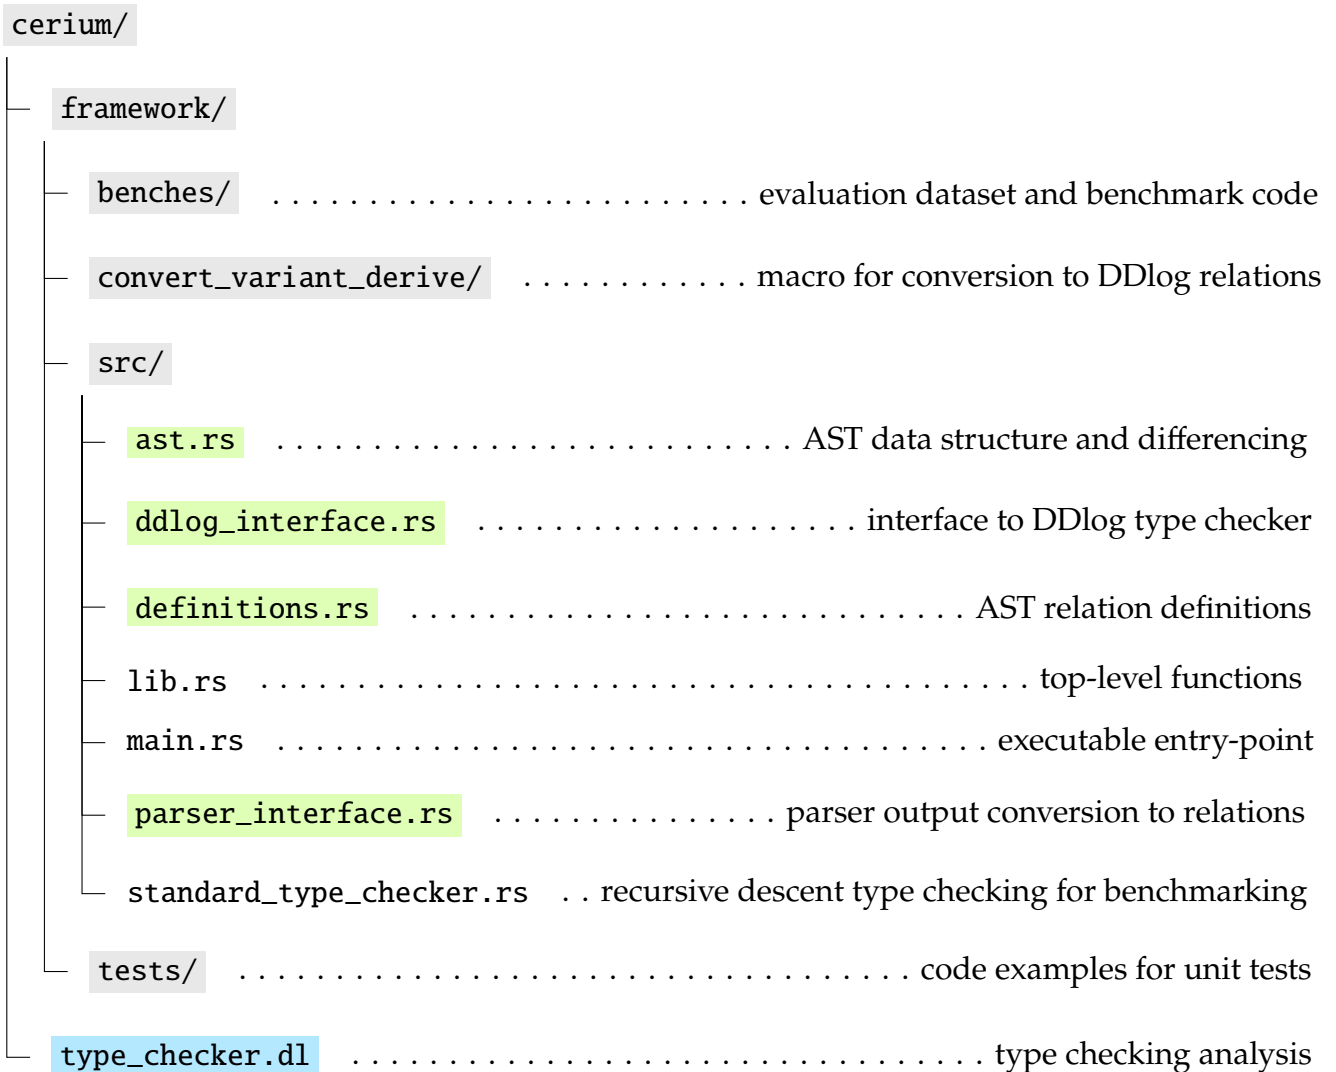 cerium/
framework/
benches/ . . . . . . . . . . . . . . . . . . . . . . . . . evaluation dataset and benchmark code
convert_variant_derive/ . . . . . . . . . . . . macro for conversion to DDlog relations
src/
ast.rs . . . . . . . . . . . . . . . . . . . . . . . . . . . AST data structure and differencing
ddlog_interface.rs . . . . . . . . . . . . . . . . . . . . interface to DDlog type checker
definitions.rs . . . . . . . . . . . . . . . . . . . . . . . . . . . . . AST relation definitions
lib.rs . . . . . . . . . . . . . . . . . . . . . . . . . . . . . . . . . . . . . . . . top-level functions
main.rs . . . . . . . . . . . . . . . . . . . . . . . . . . . . . . . . . . . . . executable entry-point
parser_interface.rs . . . . . . . . . . . . . . . parser output conversion to relations
standard_type_checker.rs . . recursive descent type checking for benchmarking
tests/ . . . . . . . . . . . . . . . . . . . . . . . . . . . . . . . . . . . code examples for unit tests
type_checker.dl . . . . . . . . . . . . . . . . . . . . . . . . . . . . . . . . . type checking analysis